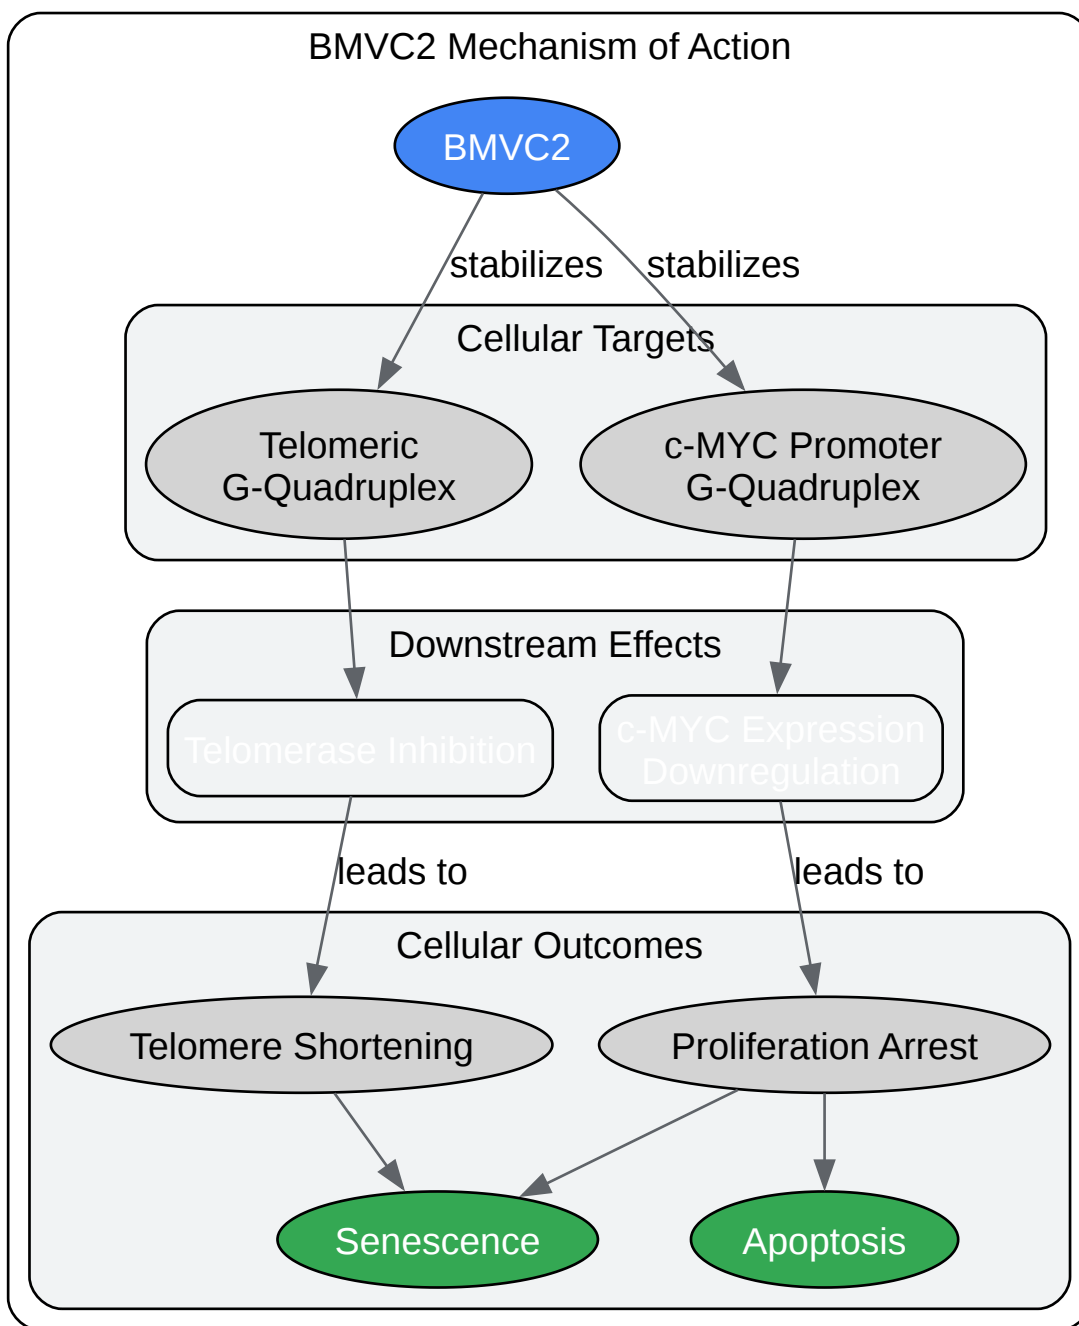 BMVC2 Mechanism of Action
BMVC2
stabilizes
stabilizes
Cellular Targets
Telomeric
G-Quadruplex
c-MYC Promoter
G-Quadruplex
Downstream Effects
Telomerase Inhibition
c-MYC Expression
Downregulation
leads to
leads to
Cellular Outcomes
Telomere Shortening
Proliferation Arrest
Senescence
Apoptosis